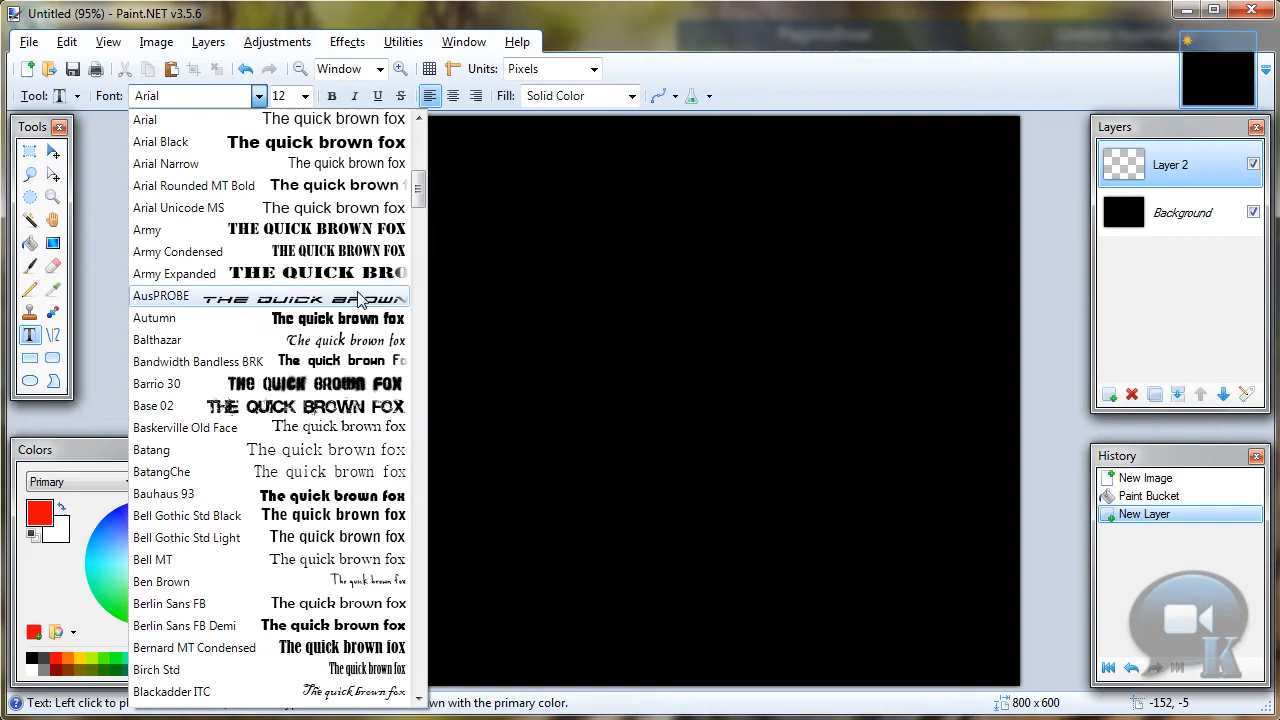 Untitled (95%) - Paint.NET v3.5.6
File Edit View Image Layers Adjustments Effects Utilities Window Help
Window Units: Pixels
Tool: T Font: Arial 12 B I U S Fill: Solid Color
Tools
Arial The quick brown fox
Arial Black The quick brown fox
Arial Narrow The quick brown fox
Arial Rounded MT Bold The quick brown f
Arial Unicode MS The quick brown fox
Army THE QUICK BROWN FOX
Army Condensed THE QUICK BROWN FOX
Army Expanded THE QUICK BRO
AusPROBE THE QUICK BROWN
Autumn The quick brown fox
Balthazar The quick brown fox
Bandwidth Bandless BRK The quick brown Fo
Barrio 30 THE QUICK BROWN FOX
Base 02 THE QUICK BROWN FOX
Baskerville Old Face The quick brown fox
Batang The quick brown fox
BatangChe The quick brown fox
Bauhaus 93 The quick brown fox
Bell Gothic Std Black The quick brown fox
Bell Gothic Std Light The quick brown fox
Bell MT The quick brown fox
Ben Brown The quick brown fox
Berlin Sans FB The quick brown fox
Berlin Sans FB Demi The quick brown fox
Bernard MT Condensed The quick brown fox
Birch Std The quick brown fox
Blackadder ITC The quick brown fox
Colors
Primary
Layers
Layer 2
Background
History
New Image
Paint Bucket
New Layer
K
Text: Left click to pl wn with the primary color.
800 x 600
-152, -5